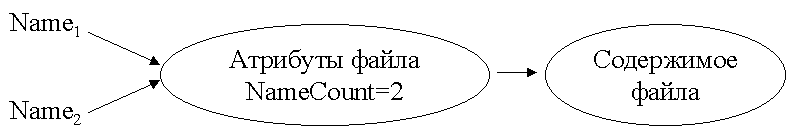 Name₁
Атрибуты файла
NameCount=2
Содержимое
файла
Name₂